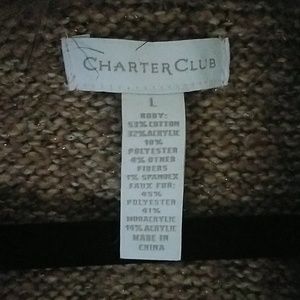 CHARTER CLUB
L
BODY:
53% COTTON
32% ACRYLIC
10%
POLYESTER
4% OTHER
FIBERS
1% SPANDEX
FAUX FUR:
45%
POLYESTER
41%
MODACRYLIC
14% ACRYLIC
MADE IN
CHINA